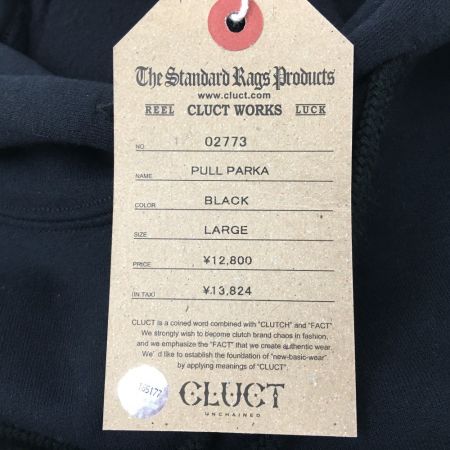 The Standard Rags Products
www.cluct.com
REEL CLUCT WORKS LUCK
NO. 02773
NAME PULL PARKA
COLOR BLACK
SIZE LARGE
PRICE ¥12,800
IN TAX ¥13,824
CLUCT is a coined word combined with "CLUTCH" and "FACT"
We strongly wish to become clutch brand chaos in fashion,
and we emphasize the "FACT" that we create authentic wear.
We'd like to establish the foundation of "new-basic-wear"
by applying meanings of "CLUCT".
165177
CLUCT
UNCHAINED